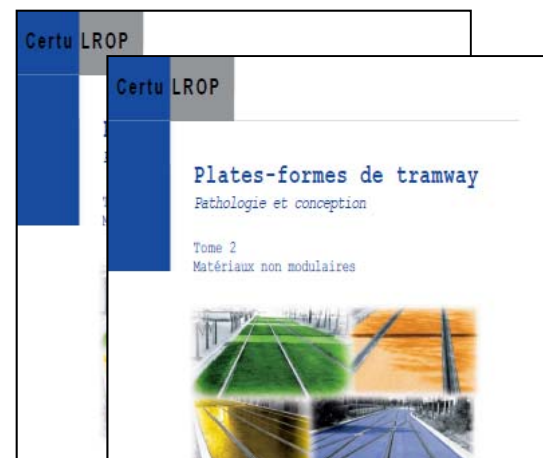 Certu LROP
Certu LROP
Plates-formes de tramway
Pathologie et conception
Tome 2
Matériaux non modulaires